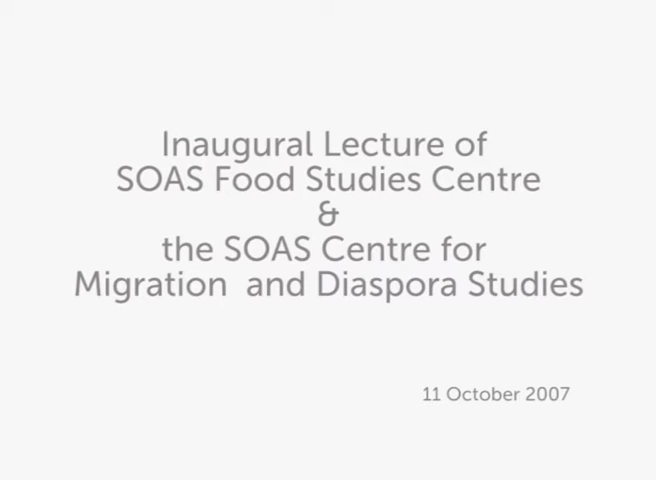 Inaugural Lecture of
SOAS Food Studies Centre
&
the SOAS Centre for
Migration  and Diaspora Studies
11 October 2007